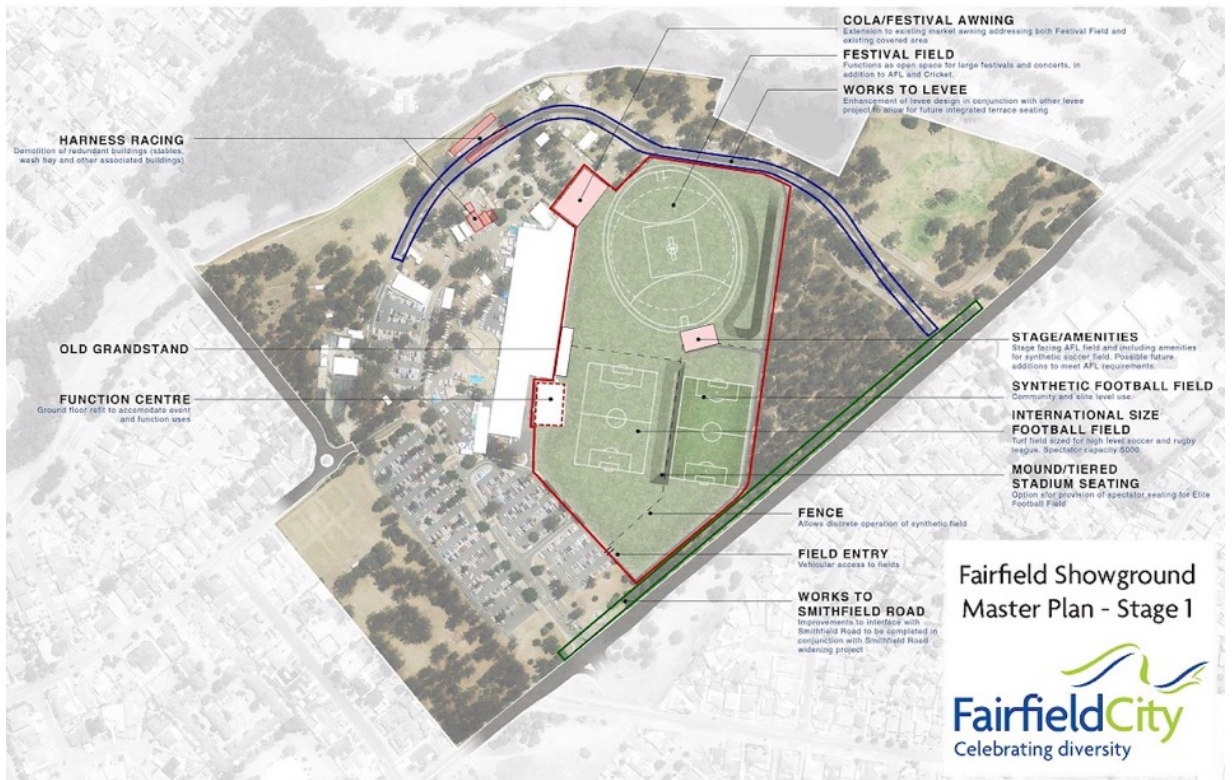 COLA/FESTIVAL AWNING
Extension to existing market awning addressing both Festival Field and
existing covered area
FESTIVAL FIELD
Functions as open space for large festivals and concerts, in
addition to AFL and Cricket.
WORKS TO LEVEE
Enhancement of levee design in conjunction with other levee
project to allow for future integrated terrace seating
HARNESS RACING
Demolition of redundant buildings (stables,
wash bay and other associated buildings)
OLD GRANDSTAND
FUNCTION CENTRE
Ground floor refit to accomodate event
and function uses
STAGE/AMENITIES
Stage facing AFL field and including amenities
for synthetic soccer field. Possible future
additions to meet AFL requirements.
SYNTHETIC FOOTBALL FIELD
Community and elite level use.
INTERNATIONAL SIZE
FOOTBALL FIELD
Turf field sized for high level soccer and rugby
league. Spectator capacity 5000.
MOUND/TIERED
STADIUM SEATING
Option sfor provision of spectator seating for Elite
Football Field
FENCE
Allows discrete operation of synthetic field
FIELD ENTRY
Vehicular access to fields
WORKS TO
SMITHFIELD ROAD
Improvements to interface with
Smithfield Road to be completed in
conjunction with Smithfield Road
widening project
Fairfield Showground
Master Plan - Stage 1
FairfieldCity
Celebrating diversity